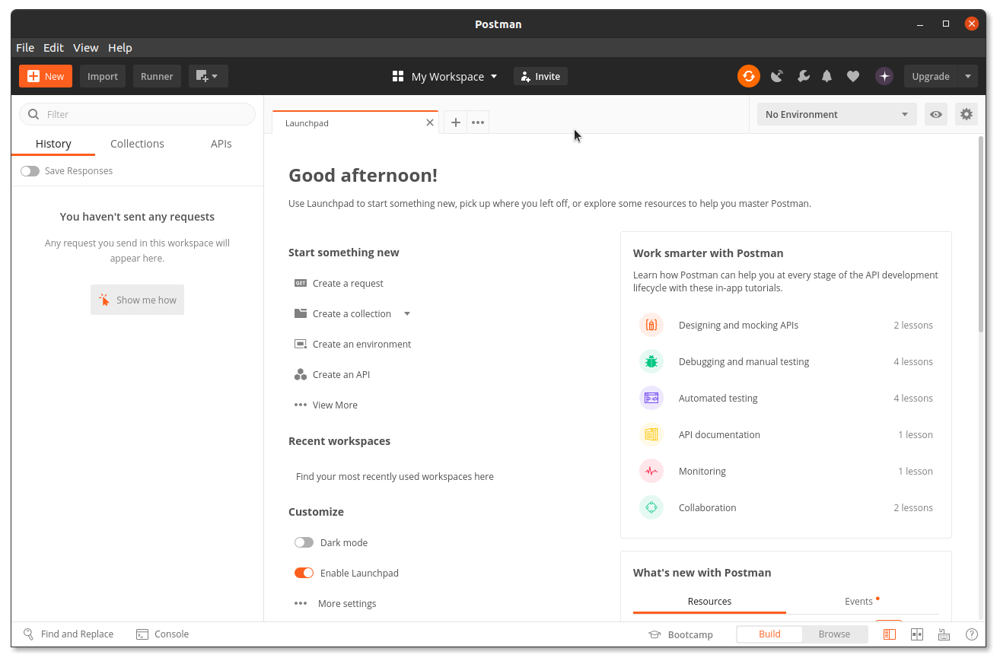 Postman
File Edit View Help
New Import Runner My Workspace Invite Upgrade
Filter
History Collections APIs
Save Responses
You haven't sent any requests
Any request you send in this workspace will
appear here.
Show me how
Launchpad
No Environment
Good afternoon!
Use Launchpad to start something new, pick up where you left off, or explore some resources to help you master Postman.
Start something new
GET Create a request
Create a collection
Create an environment
Create an API
View More
Recent workspaces
Find your most recently used workspaces here
Customize
Dark mode
Enable Launchpad
More settings
Work smarter with Postman
Learn how Postman can help you at every stage of the API development
lifecycle with these in-app tutorials.
Designing and mocking APIs 2 lessons
Debugging and manual testing 4 lessons
Automated testing 4 lessons
API documentation 1 lesson
Monitoring 1 lesson
Collaboration 2 lessons
What's new with Postman
Resources Events
Find and Replace Console Bootcamp Build Browse